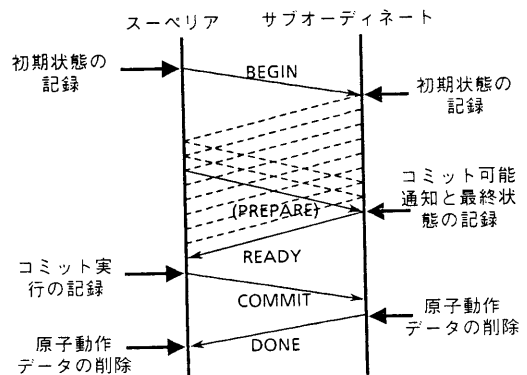 スーペリア
サブオーディネート
初期状態の
記録
BEGIN
初期状態の
記録
コミット可能
通知と最終状
態の記録
(PREPARE)
READY
コミット実
行の記録
COMMIT
原子動作
データの削除
原子動作
データの削除
DONE